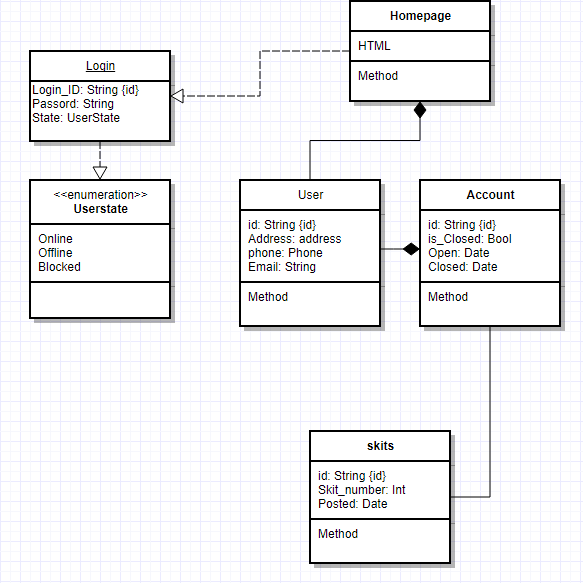 Homepage
HTML
Method
Login
Login_ID: String {id}
Passord: String
State: UserState
<<enumeration>>
Userstate
Online
Offline
Blocked
User
id: String {id}
Address: address
phone: Phone
Email: String
Method
Account
id: String {id}
is_Closed: Bool
Open: Date
Closed: Date
Method
skits
id: String {id}
Skit_number: Int
Posted: Date
Method